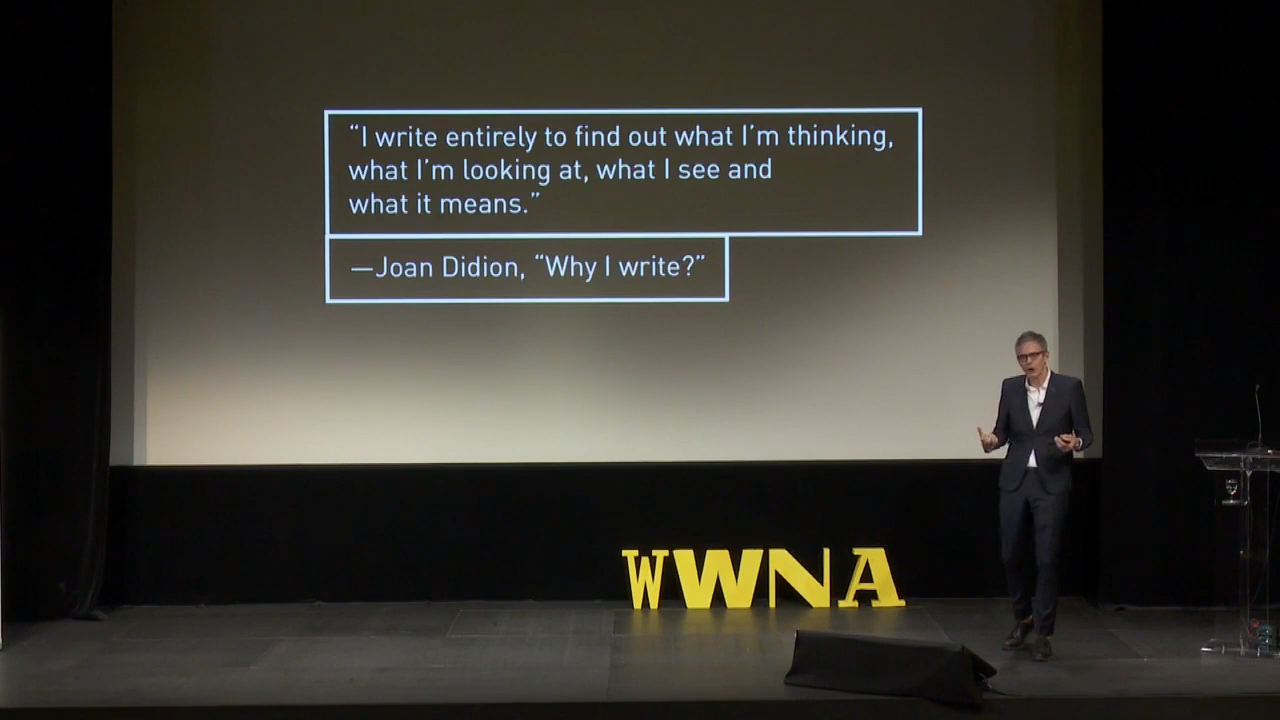 “I write entirely to find out what I’m thinking,
what I’m looking at, what I see and
what it means.”
—Joan Didion, “Why I write?”
WWNA